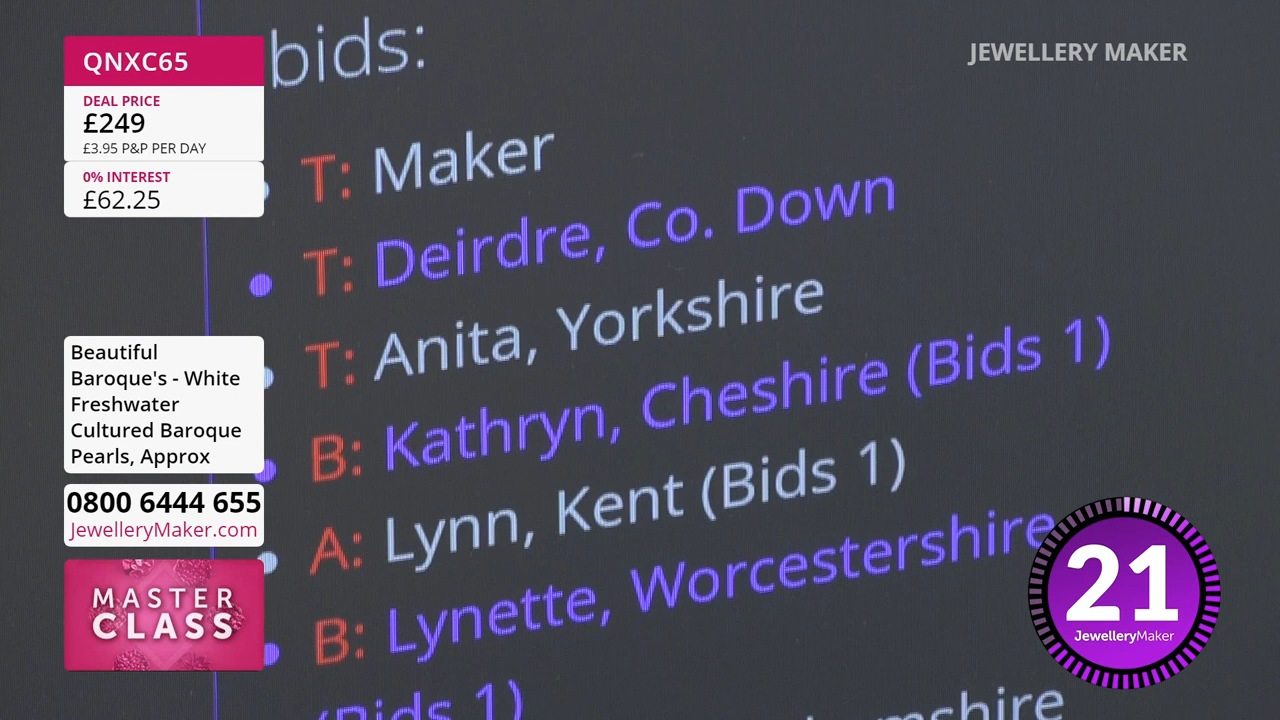 QNXC65
DEAL PRICE
£249
£3.95 P&P PER DAY
0% INTEREST
£62.25
Beautiful
Baroque's - White
Freshwater
Cultured Baroque
Pearls, Approx
0800 6444 655
JewelleryMaker.com
MASTER
CLASS
bids:
T: Maker
T: Deirdre, Co. Down
T: Anita, Yorkshire
B: Kathryn, Cheshire (Bids 1)
A: Lynn, Kent (Bids 1)
B: Lynette, Worcestershire
(Bids 1)
JEWELLERY MAKER
21
JewelleryMaker